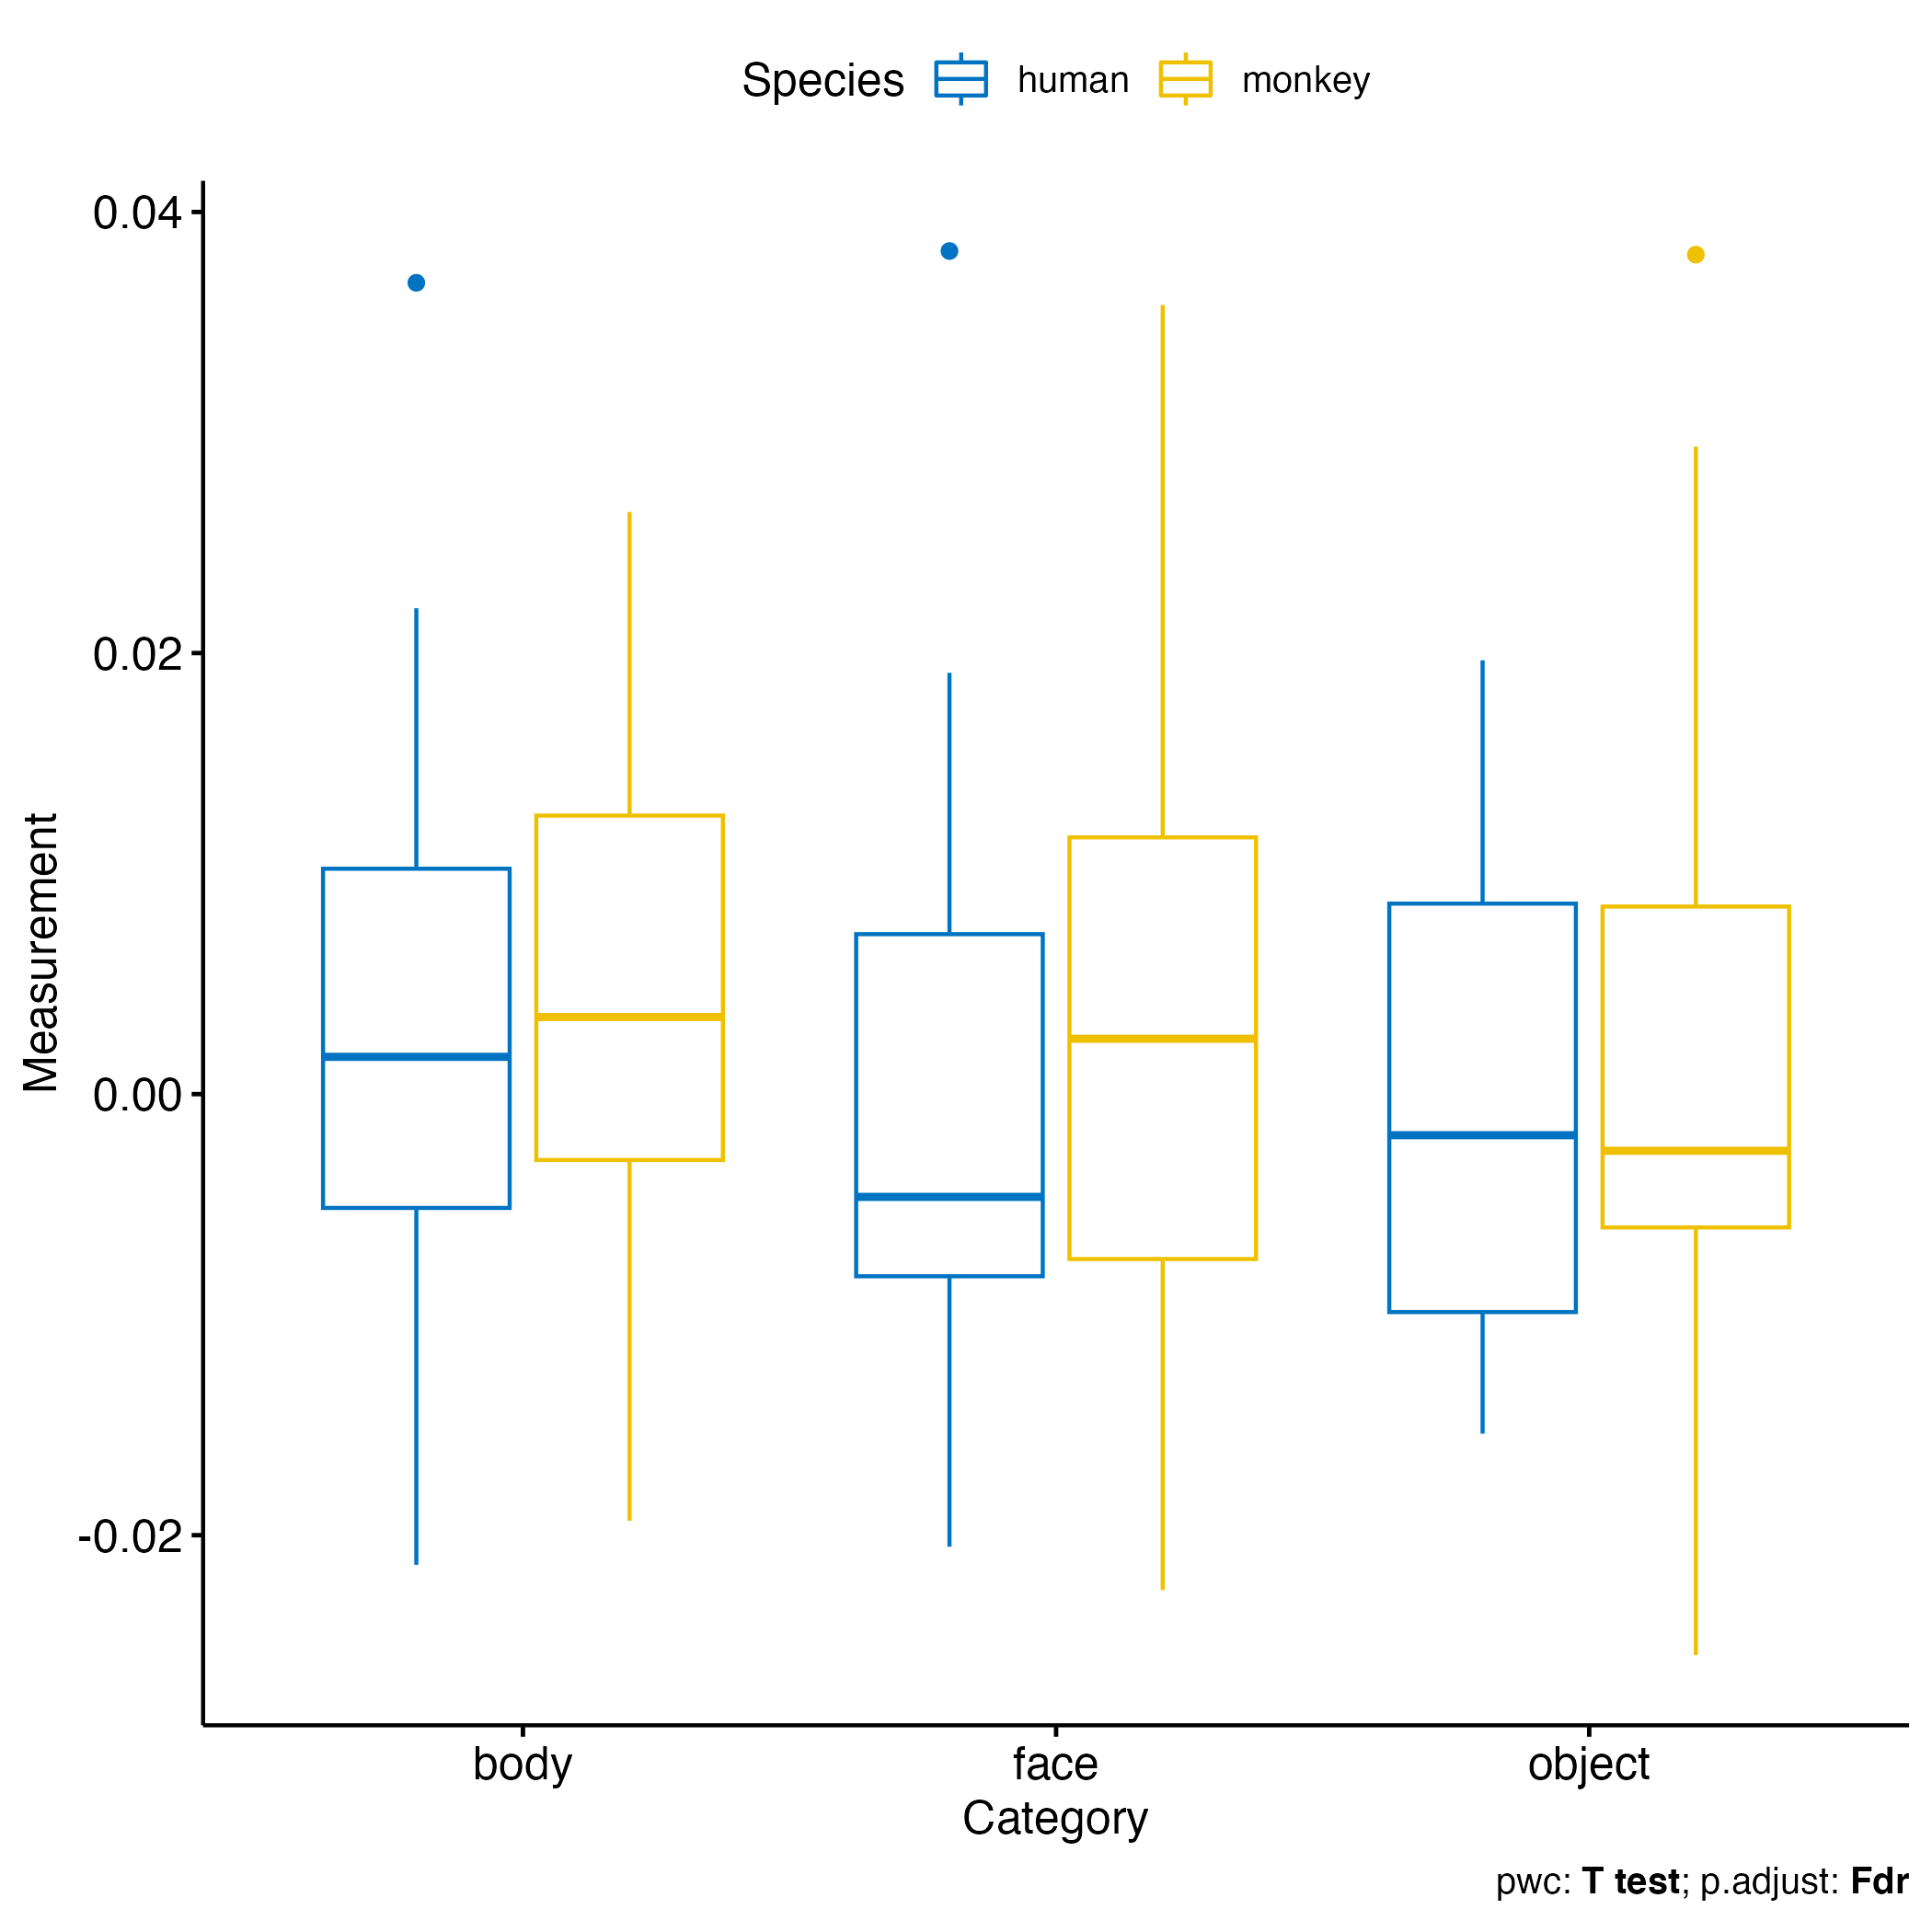 Species human monkey
0.04
0.02
0.00
-0.02
Measurement
body face object
Category
pwc: T test; p.adjust: Fdr